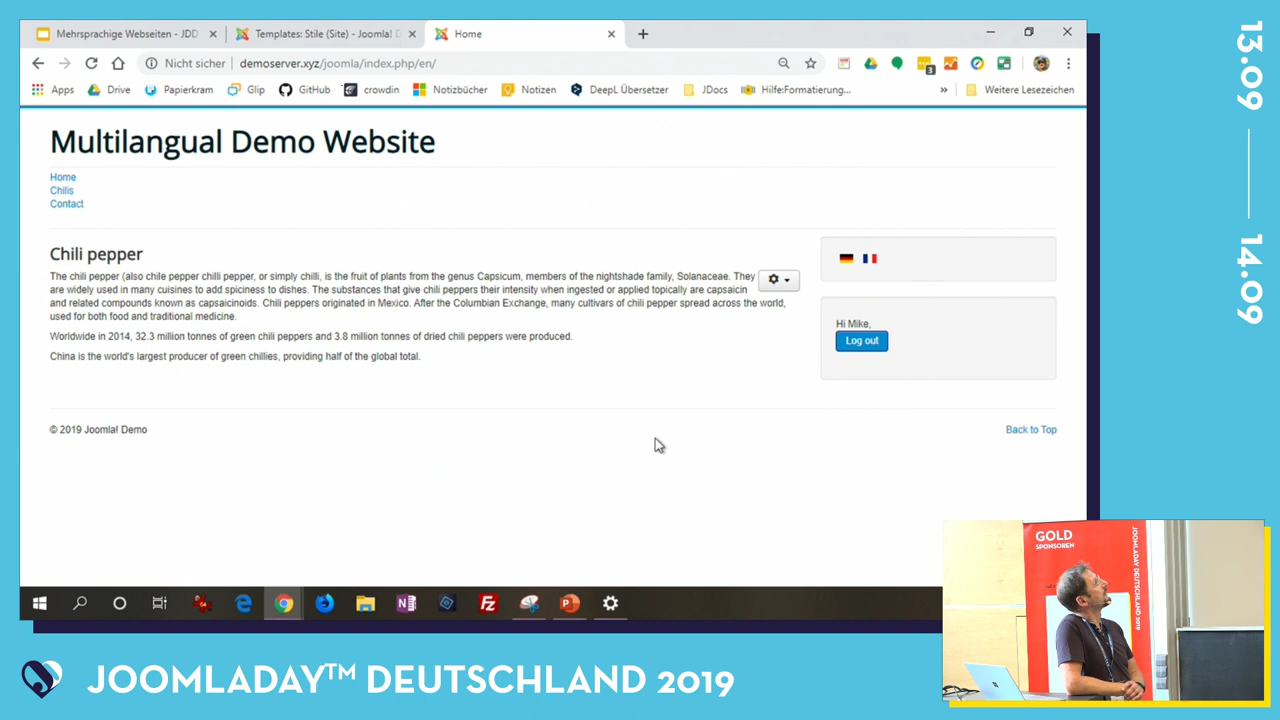 Mehrsprachige Webseiten - JDD
Templates: Stile (Site) - Joomla! D
Home
Nicht sicher
demoserver.xyz/joomla/index.php/en/
3
Apps
Drive
Papierkram
Glip
GitHub
crowdin
Notizbücher
Notizen
DeepL Übersetzer
JDocs
Hilfe:Formatierung...
»
Weitere Lesezeichen
Multilangual Demo Website
Home
Chilis
Contact
Chili pepper
The chili pepper (also chile pepper chilli pepper, or simply chilli, is the fruit of plants from the genus Capsicum, members of the nightshade family, Solanaceae. They
are widely used in many cuisines to add spiciness to dishes. The substances that give chili peppers their intensity when ingested or applied topically are capsaicin
and related compounds known as capsaicinoids. Chili peppers originated in Mexico. After the Columbian Exchange, many cultivars of chili pepper spread across the world,
used for both food and traditional medicine.
Worldwide in 2014, 32.3 million tonnes of green chili peppers and 3.8 million tonnes of dried chili peppers were produced.
China is the world's largest producer of green chillies, providing half of the global total.
Hi Mike,
Log out
© 2019 Joomla! Demo
Back to Top
13.09
14.09
GOLD
SPONSOREN
JOOMLADAY DEUTSCHLAND 2019
JOOMLADAY™ DEUTSCHLAND 2019